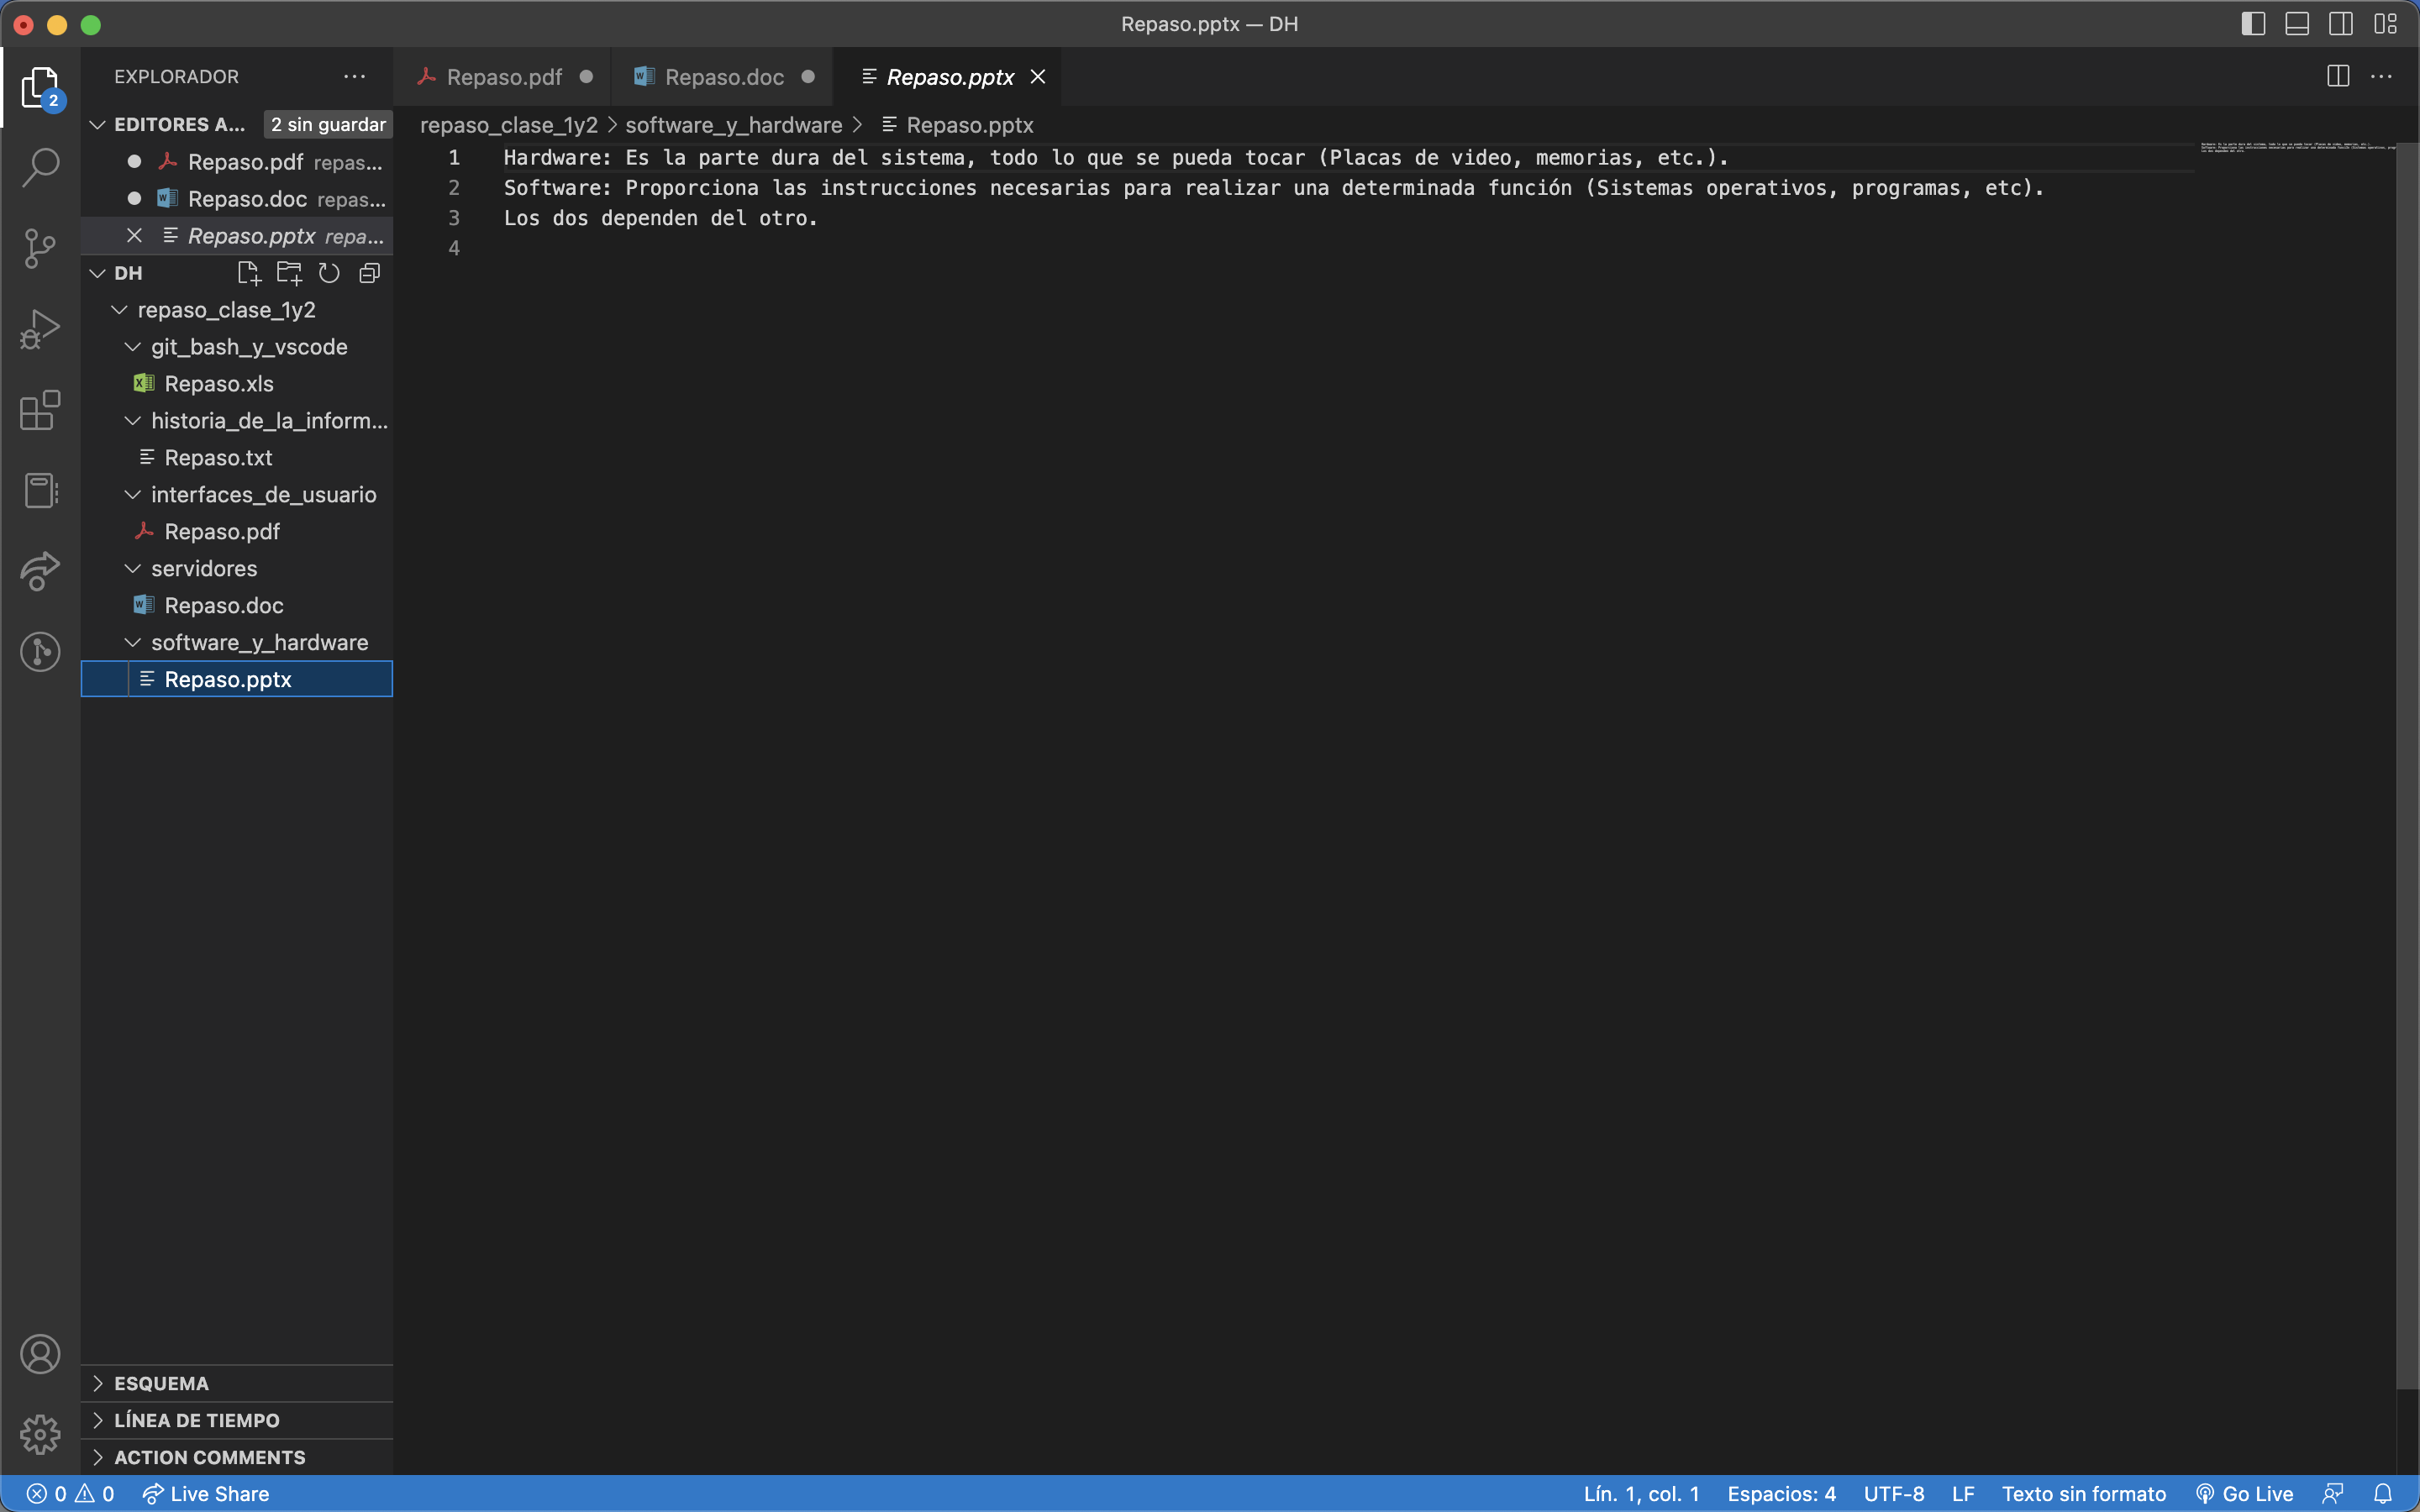 Repaso.pptx — DH
EXPLORADOR
Repaso.pdf
Repaso.doc
Repaso.pptx
2
EDITORES A... 2 sin guardar
Repaso.pdf repas...
Repaso.doc repas...
Repaso.pptx repa...
DH
repaso_clase_1y2
git_bash_y_vscode
Repaso.xls
historia_de_la_inform...
Repaso.txt
interfaces_de_usuario
Repaso.pdf
servidores
Repaso.doc
software_y_hardware
Repaso.pptx
ESQUEMA
LÍNEA DE TIEMPO
ACTION COMMENTS
repaso_clase_1y2 > software_y_hardware > Repaso.pptx
1 Hardware: Es la parte dura del sistema, todo lo que se pueda tocar (Placas de video, memorias, etc.).
2 Software: Proporciona las instrucciones necesarias para realizar una determinada función (Sistemas operativos, programas, etc).
3 Los dos dependen del otro.
4
0 0 Live Share
Lín. 1, col. 1 Espacios: 4 UTF-8 LF Texto sin formato Go Live